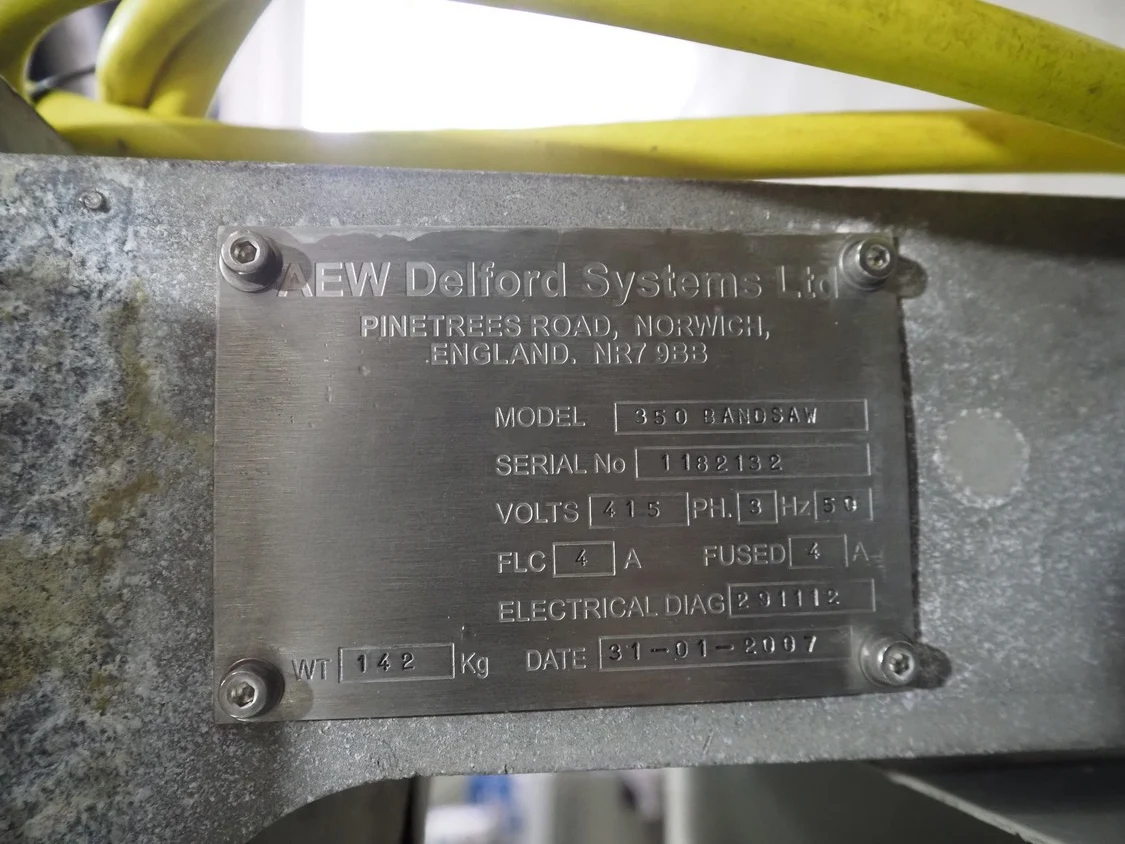 AEW Delford Systems Ltd
PINETREES ROAD, NORWICH,
ENGLAND. NR7 9BB
MODEL 350 BANDSAW
SERIAL No 1182132
VOLTS 415 PH. 3 Hz 50
FLC 4 A FUSED 4 A
ELECTRICAL DIAG 291112
WT 142 Kg DATE 31-01-2007